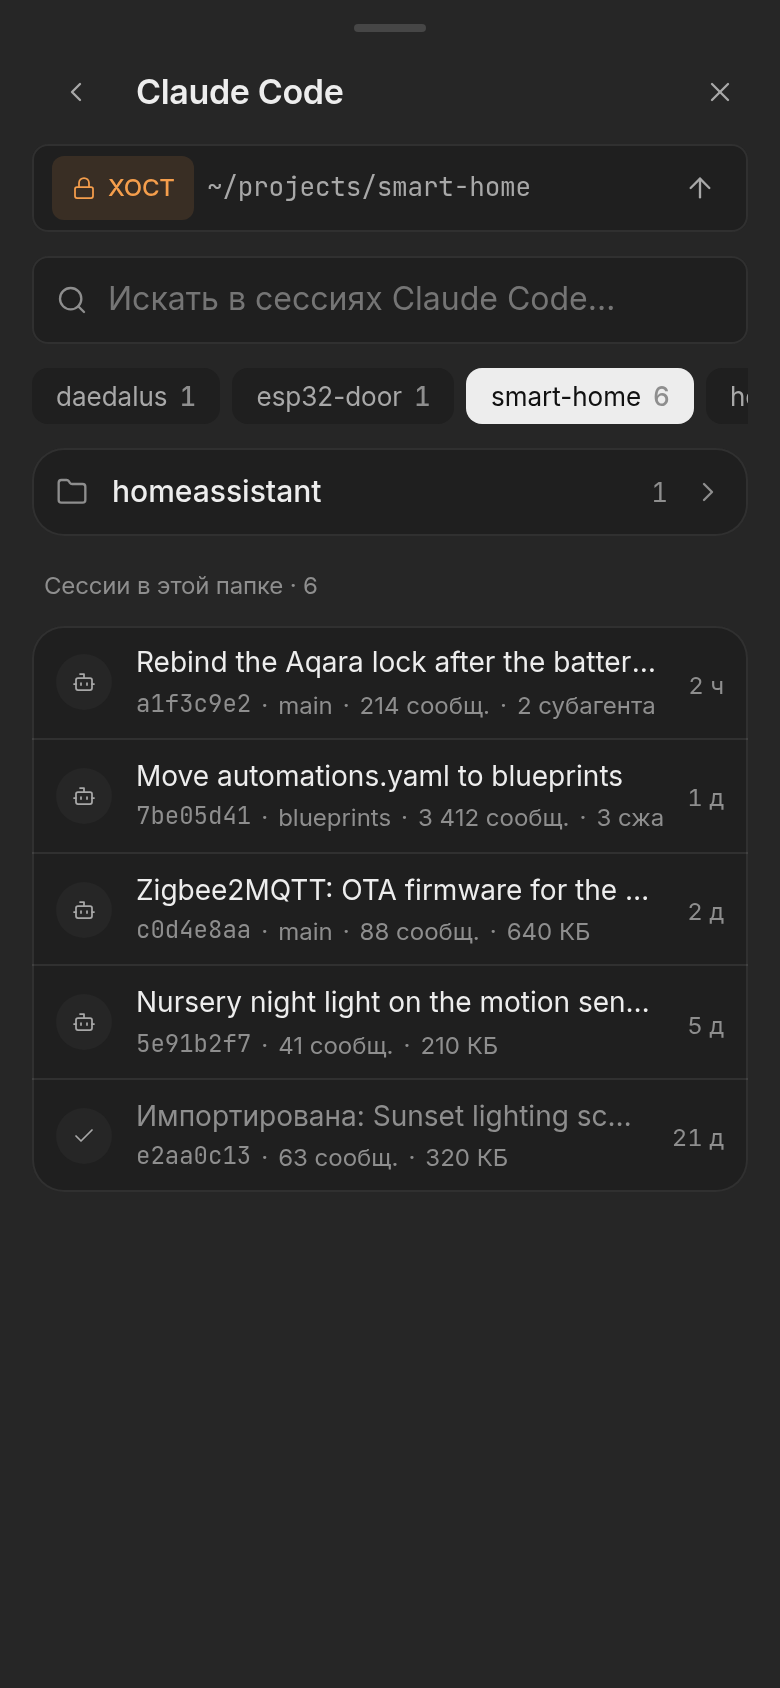 Claude Code
ХОСТ ~/projects/smart-home
Искать в сессиях Claude Code...
daedalus 1 esp32-door 1 smart-home 6
homeassistant 1
Сессии в этой папке · 6
Rebind the Aqara lock after the batter...
2 ч
a1f3c9e2 · main · 214 сообщ. · 2 субагента
Move automations.yaml to blueprints
1 д
7be05d41 · blueprints · 3 412 сообщ. · 3 сжа
Zigbee2MQTT: OTA firmware for the ...
2 д
c0d4e8aa · main · 88 сообщ. · 640 КБ
Nursery night light on the motion sen...
5 д
5e91b2f7 · 41 сообщ. · 210 КБ
Импортирована: Sunset lighting sc...
21 д
e2aa0c13 · 63 сообщ. · 320 КБ